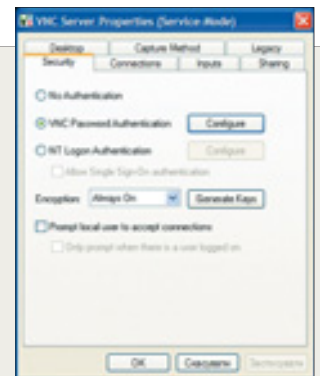 VNC Server Properties (Service-Mode)
Desktop Capture Method Legacy
Security Connections Inputs Sharing
No Authentication
VNC Password Authentication Configure
NT Logon Authentication Configure
Allow Single Sign-On authentication
Encryption: Always On Generate Keys
Prompt local user to accept connections
Only prompt when there is a user logged on
OK Скасувати Застосувати